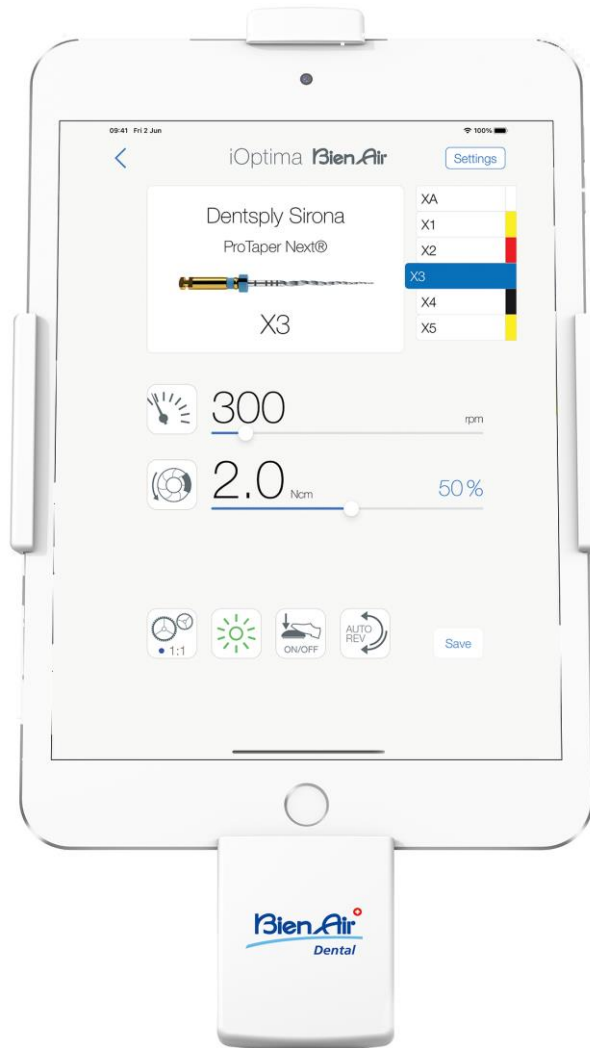 09:41 Fri 2 Jun
100%
iOptima Bien Air
Settings
Dentsply Sirona
ProTaper Next®
X3
XA
X1
X2
X3
X4
X5
300
rpm
2.0 Ncm
50%
1:1
ON/OFF
AUTO
REV
Save
Bien Air
Dental